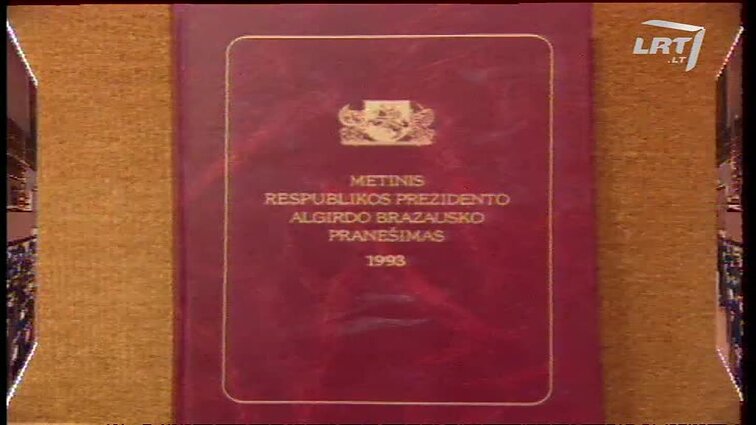 LRT
.LT
METINIS
RESPUBLIKOS PREZIDENTO
ALGIRDO BRAZAUSKO
PRANEŠIMAS
1993